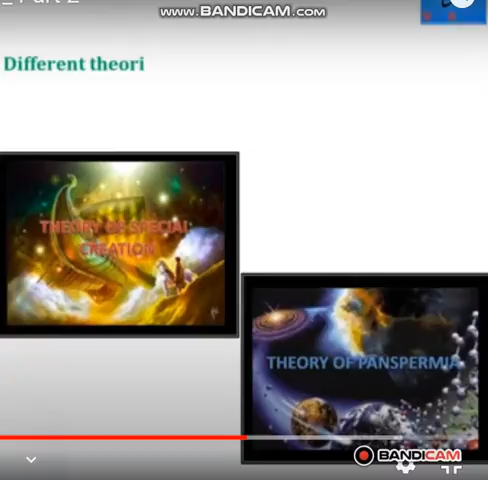 www.BANDICAM.com
Different theori
THEORY OF SPECIAL
CREATION
THEORY OF PANSPERMIA
BANDICAM